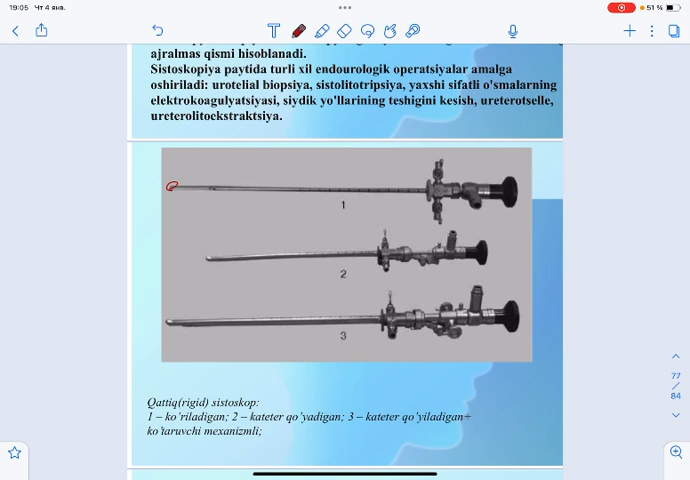 19:05 Чт 4 янв.
51 %
ajralmas qismi hisoblanadi.
Sistoskopiya paytida turli xil endourologik operatsiyalar amalga
oshiriladi: urotelial biopsiya, sistolitotripsiya, yaxshi sifatli o'smalarning
elektrokoagulyatsiyasi, siydik yo'llarining teshigini kesish, ureterotselle,
ureterolitoekstraktsiya.
1
2
3
77
/
84
Qattiq(rigid) sistoskop:
1 – ko'riladigan; 2 – kateter qo'yadigan; 3 – kateter qo'yiladigan+
ko'taruvchi mexanizmli;